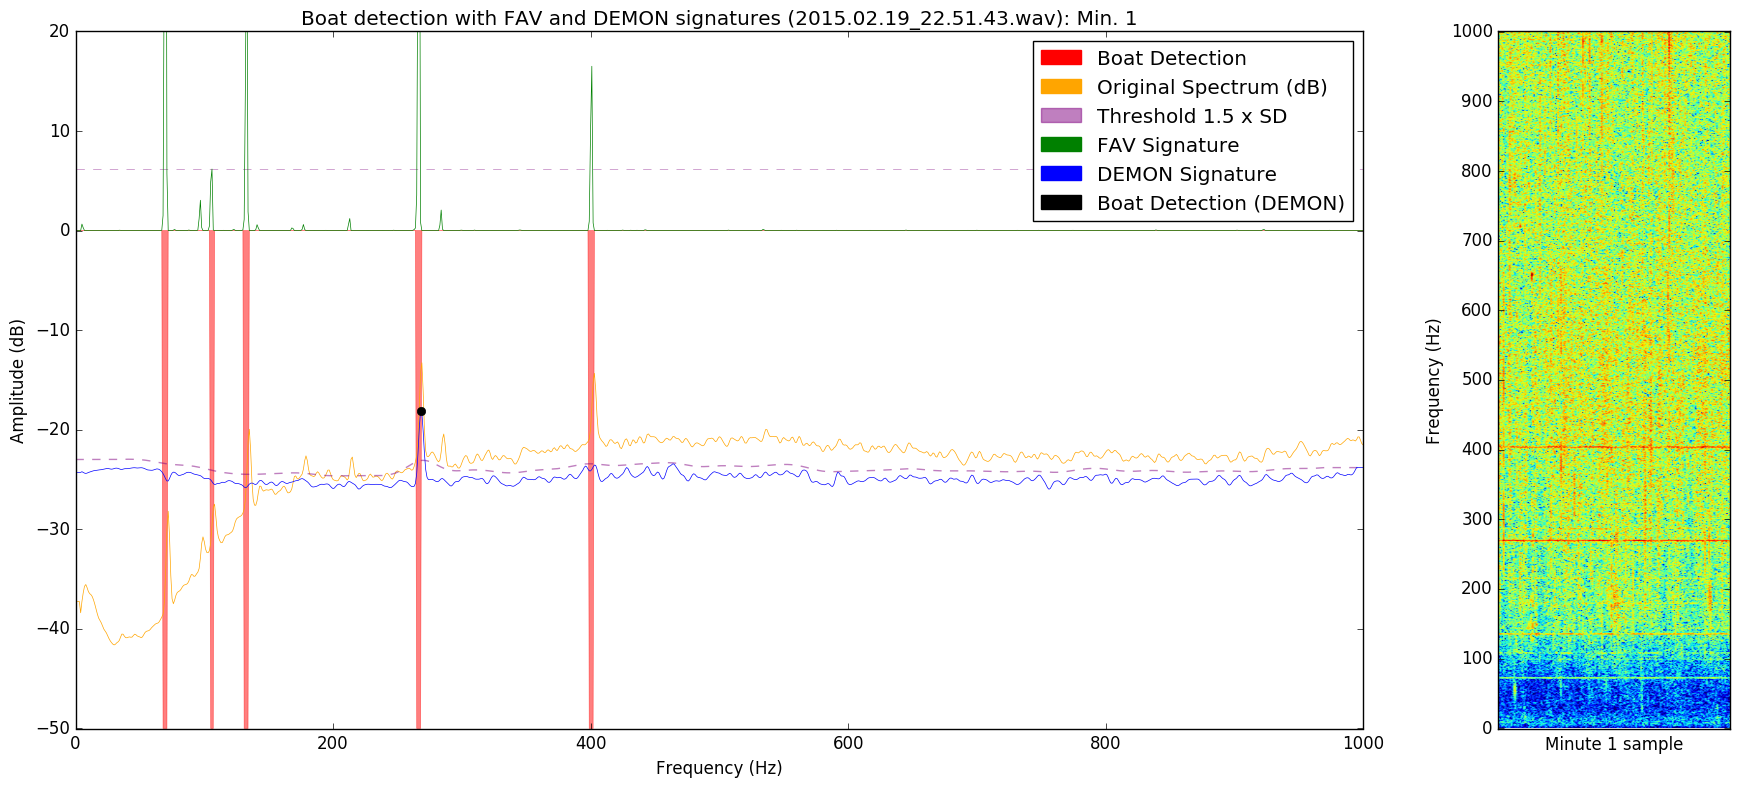 Boat detection with FAV and DEMON signatures (2015.02.19_22.51.43.wav): Min. 1
Boat Detection
Original Spectrum (dB)
Threshold 1.5 x SD
FAV Signature
DEMON Signature
Boat Detection (DEMON)
20
10
0
−10
−20
−30
−40
−50
Amplitude (dB)
0
200
400
600
800
1000
Frequency (Hz)
1000
900
800
700
600
500
400
300
200
100
0
Frequency (Hz)
Minute 1 sample